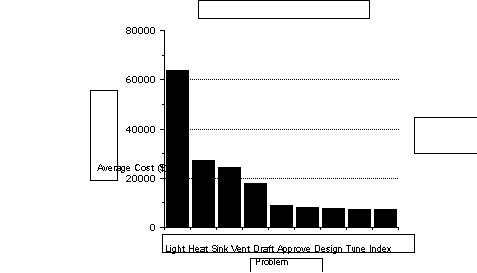 80000
60000
40000
Average Cost ($
20000
0
Light Heat Sink Vent Draft Approve Design Tune Index
Problem